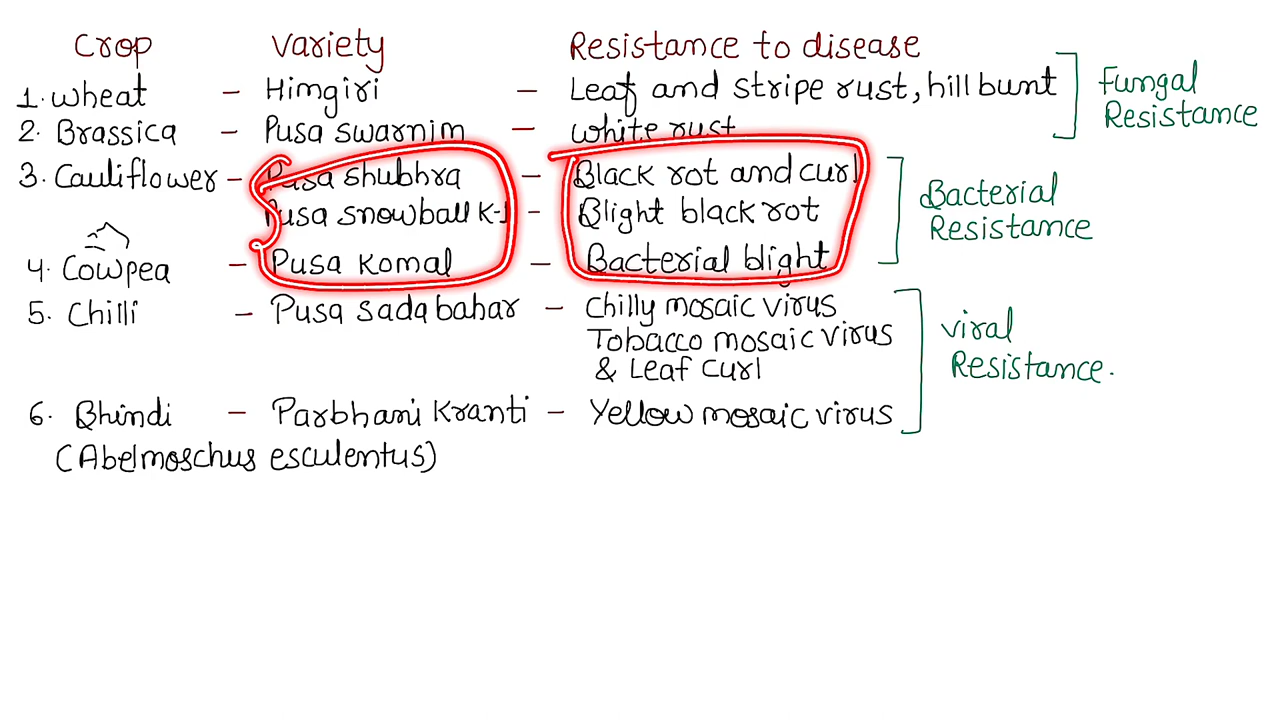 Crop Variety Resistance to disease
1. Wheat - Himgiri - Leaf and stripe rust, hill bunt
Fungal Resistance
2. Brassica - Pusa swarnim - white rust
3. Cauliflower - Pusa shubhra - Black rot and curl
Pusa snowball K-1 - Blight black rot
Bacterial Resistance
4. Cowpea - Pusa Komal - Bacterial blight
5. Chilli - Pusa Sadabahar - Chilly mosaic virus
Tobacco mosaic virus
& Leaf curl
viral Resistance.
6. Bhindi - Parbhani Kranti - Yellow mosaic virus
(Abelmoschus esculentus)